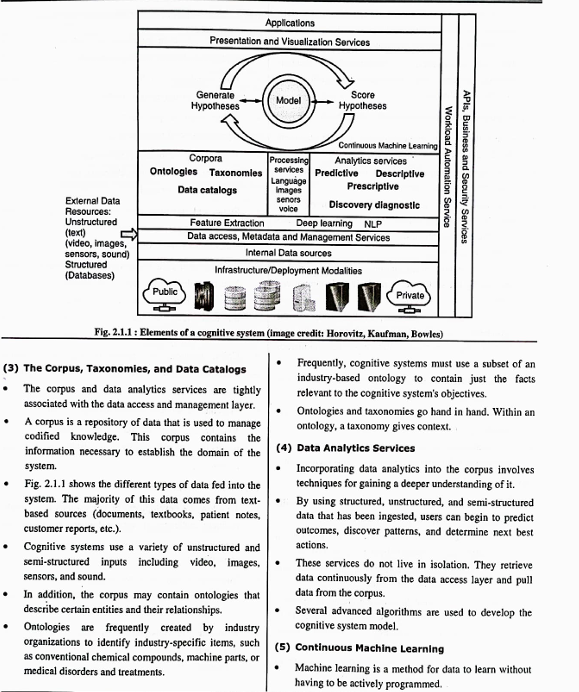 Applications
Presentation and Visualization Services
Generate
Hypotheses
Model
Score
Hypotheses
Continuous Machine Learning
Corpora
Ontologies Taxonomies
Data catalogs
Processing
services
Language
images
senors
voice
Analytics services
Predictive Descriptive
Prescriptive
Discovery diagnostic
Workload Automation Service
APIs, Business and Security Services
External Data
Resources:
Unstructured
(text)
(video, images,
sensors, sound)
Structured
(Databases)
Feature Extraction Deep learning NLP
Data access, Metadata and Management Services
Internal Data sources
Infrastructure/Deployment Modalities
Public
Private
Fig. 2.1.1 : Elements of a cognitive system (image credit: Horovitz, Kaufman, Bowles)
(3) The Corpus, Taxonomies, and Data Catalogs
• The corpus and data analytics services are tightly
associated with the data access and management layer.
• A corpus is a repository of data that is used to manage
codified knowledge. This corpus contains the
information necessary to establish the domain of the
system.
• Fig. 2.1.1 shows the different types of data fed into the
system. The majority of this data comes from text-
based sources (documents, textbooks, patient notes,
customer reports, etc.).
• Cognitive systems use a variety of unstructured and
semi-structured inputs including video, images,
sensors, and sound.
• In addition, the corpus may contain ontologies that
describe certain entities and their relationships.
• Ontologies are frequently created by industry
organizations to identify industry-specific items, such
as conventional chemical compounds, machine parts, or
medical disorders and treatments.
• Frequently, cognitive systems must use a subset of an
industry-based ontology to contain just the facts
relevant to the cognitive system's objectives.
• Ontologies and taxonomies go hand in hand. Within an
ontology, a taxonomy gives context.
(4) Data Analytics Services
• Incorporating data analytics into the corpus involves
techniques for gaining a deeper understanding of it.
• By using structured, unstructured, and semi-structured
data that has been ingested, users can begin to predict
outcomes, discover patterns, and determine next best
actions.
• These services do not live in isolation. They retrieve
data continuously from the data access layer and pull
data from the corpus.
• Several advanced algorithms are used to develop the
cognitive system model.
(5) Continuous Machine Learning
• Machine learning is a method for data to learn without
having to be actively programmed.